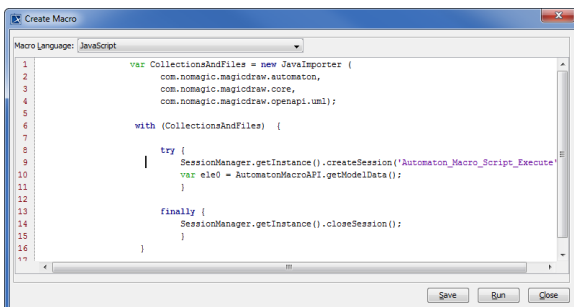 Create Macro
Macro Language: JavaScript
1 var CollectionsAndFiles = new JavaImporter (
2 com.nomagic.magicdraw.automaton,
3 com.nomagic.magicdraw.core,
4 com.nomagic.magicdraw.openapi.uml);
5
6 with (CollectionsAndFiles) {
7
8 try {
9 SessionManager.getInstance().createSession('Automaton_Macro_Script_Execute'
10 var ele0 = AutomatonMacroAPI.getModelData();
11 }
12
13 finally {
14 SessionManager.getInstance().closeSession();
15 }
16 }
17
Save Run Close